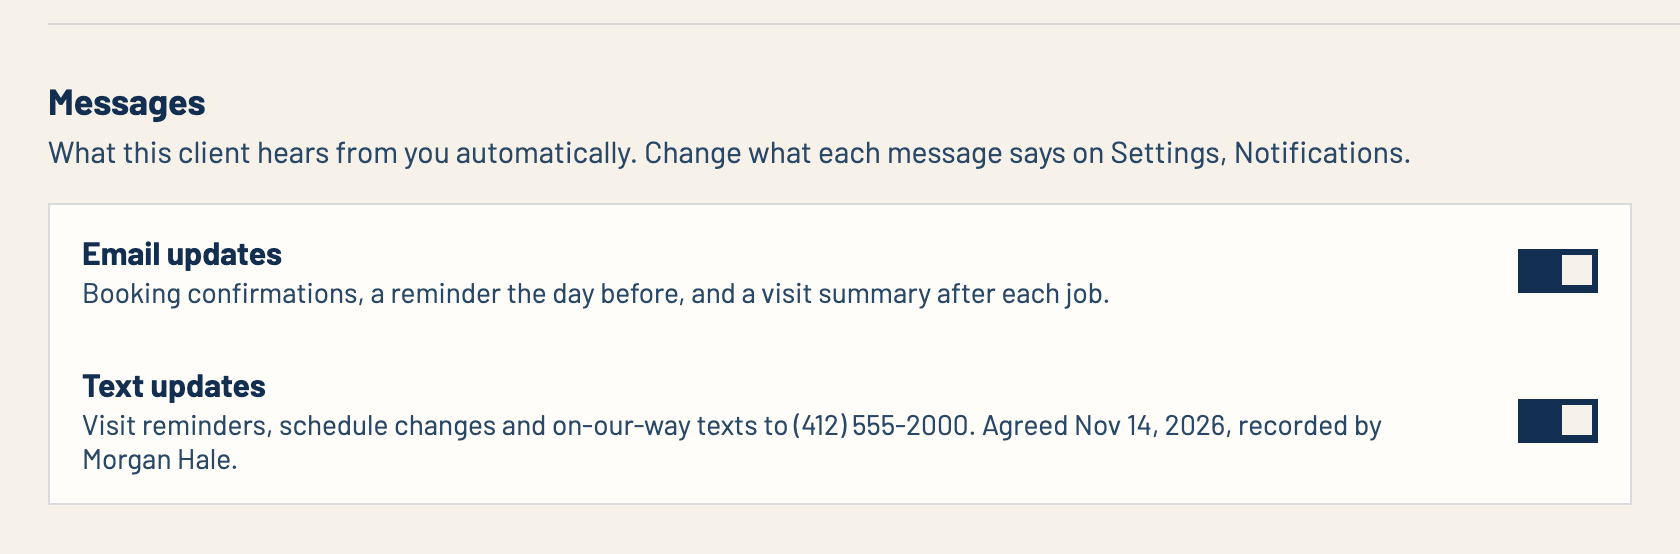 Messages
What this client hears from you automatically. Change what each message says on Settings, Notifications.
Email updates
Booking confirmations, a reminder the day before, and a visit summary after each job.
Text updates
Visit reminders, schedule changes and on-our-way texts to (412) 555-2000. Agreed Nov 14, 2026, recorded by
Morgan Hale.